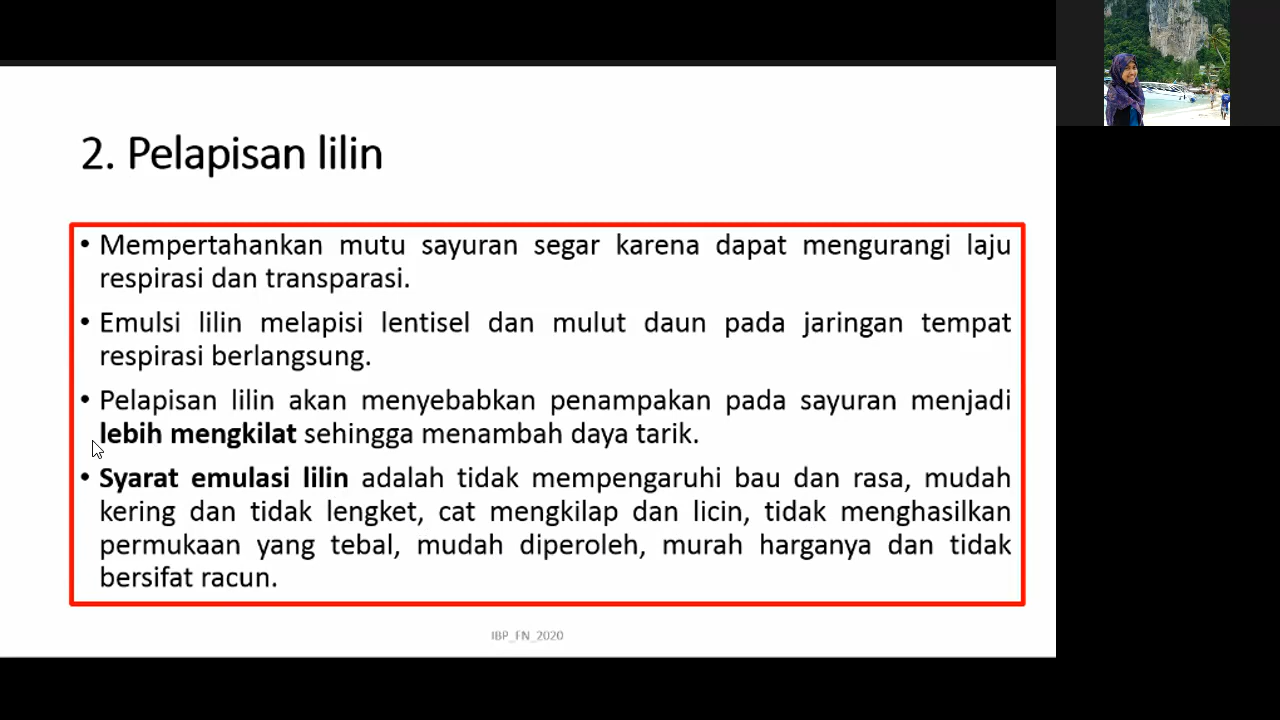 2. Pelapisan lilin
• Mempertahankan mutu sayuran segar karena dapat mengurangi laju
respirasi dan transparasi.
• Emulsi lilin melapisi lentisel dan mulut daun pada jaringan tempat
respirasi berlangsung.
• Pelapisan lilin akan menyebabkan penampakan pada sayuran menjadi
lebih mengkilat sehingga menambah daya tarik.
• Syarat emulasi lilin adalah tidak mempengaruhi bau dan rasa, mudah
kering dan tidak lengket, cat mengkilap dan licin, tidak menghasilkan
permukaan yang tebal, mudah diperoleh, murah harganya dan tidak
bersifat racun.
IBP_FN_2020